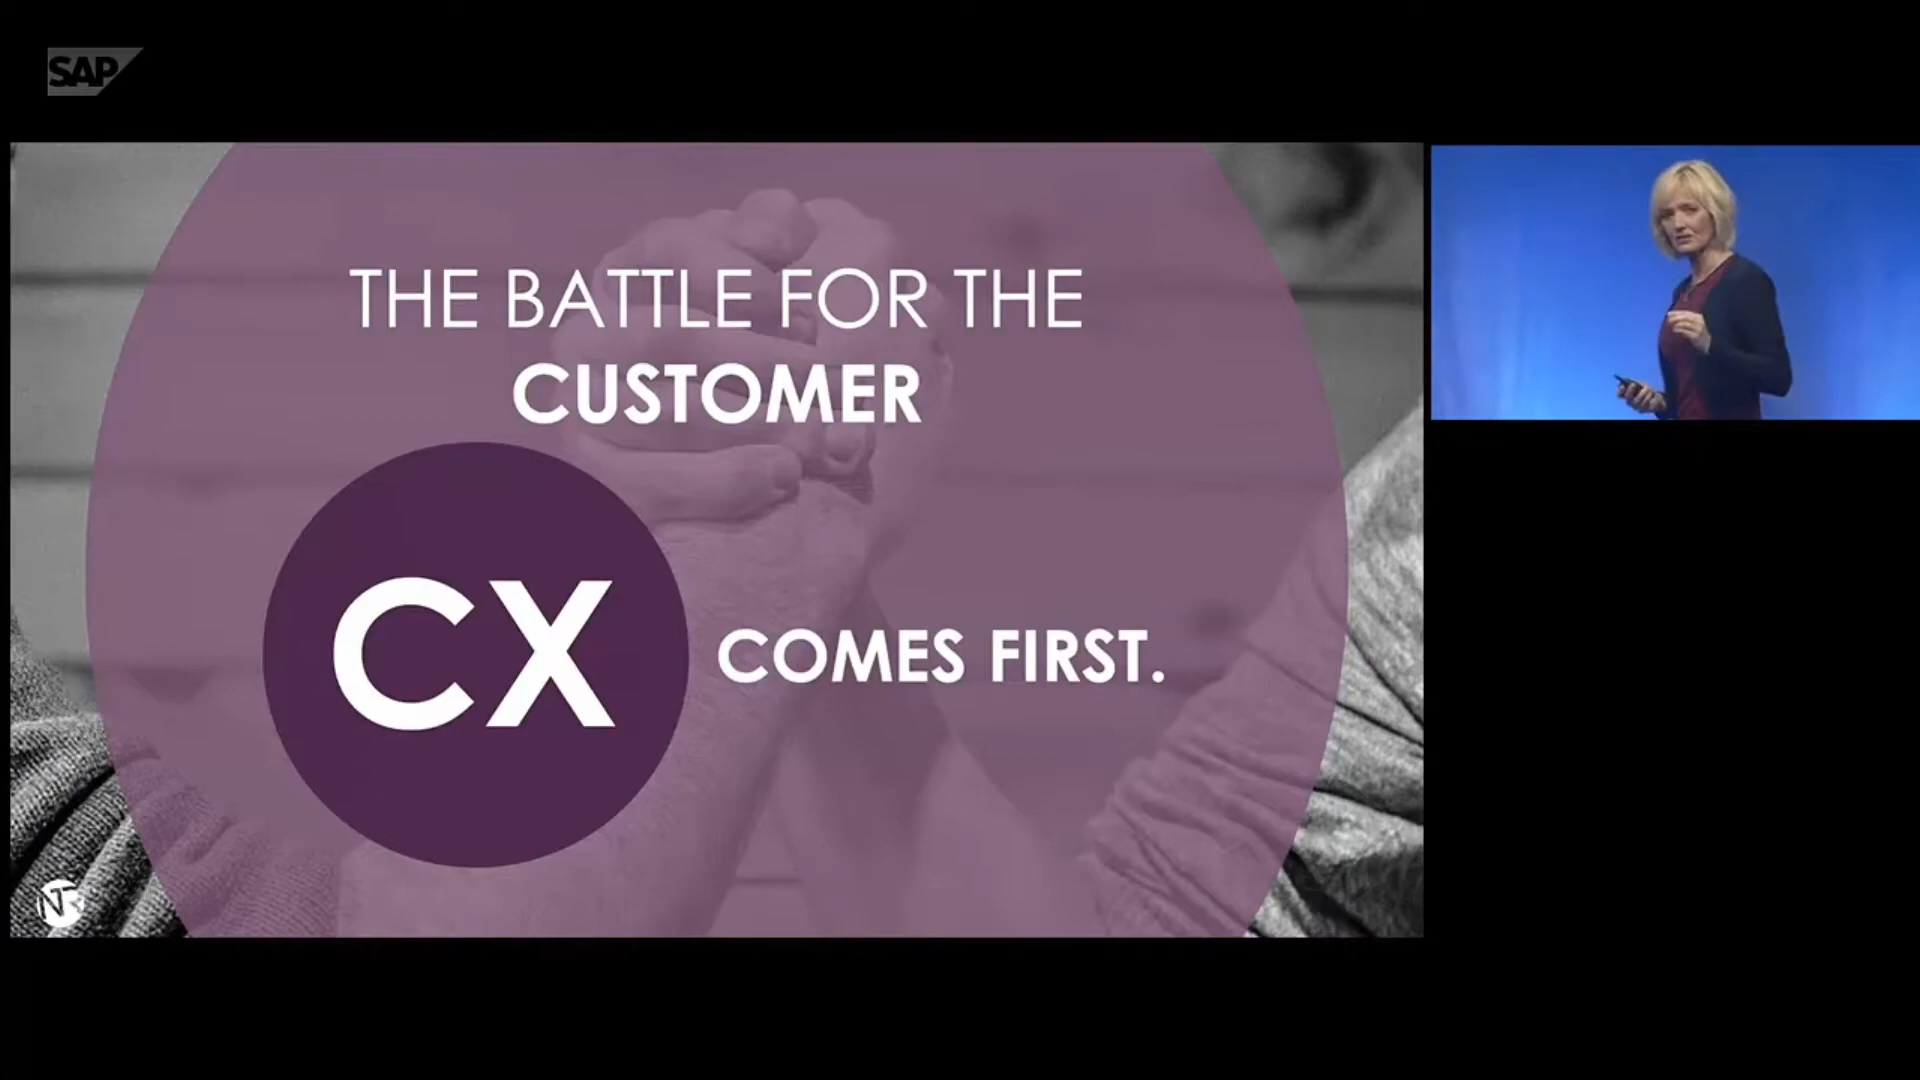 SAP
THE BATTLE FOR THE
CUSTOMER
CX
COMES FIRST.